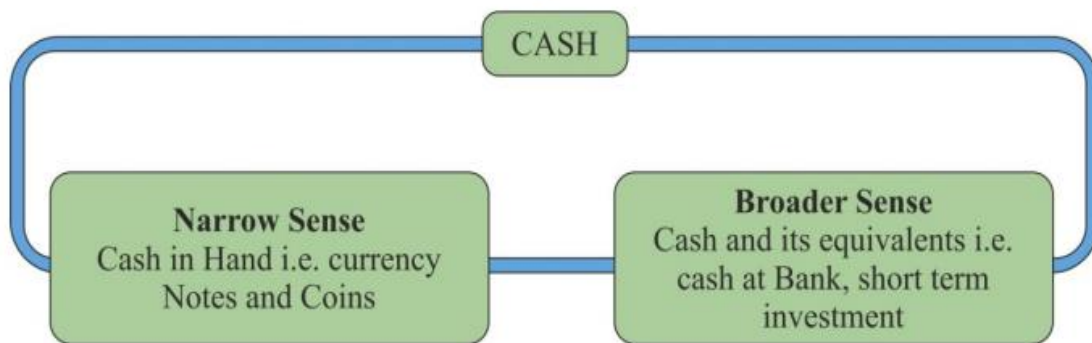 CASH
Narrow Sense
Cash in Hand i.e. currency
Notes and Coins
Broader Sense
Cash and its equivalents i.e.
cash at Bank, short term
investment